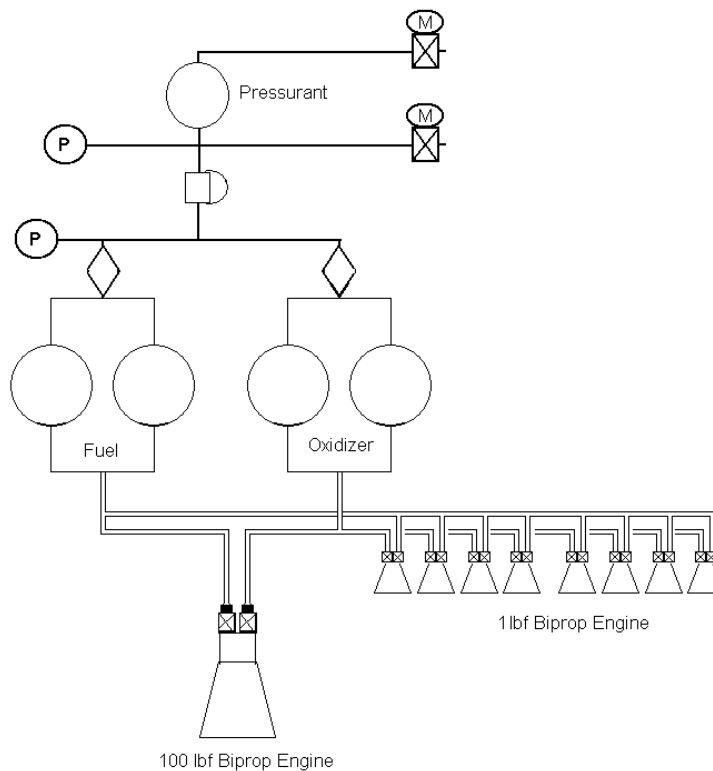 M
Pressurant
M
P
P
Fuel
Oxidizer
1lbf Biprop Engine
100 lbf Biprop Engine